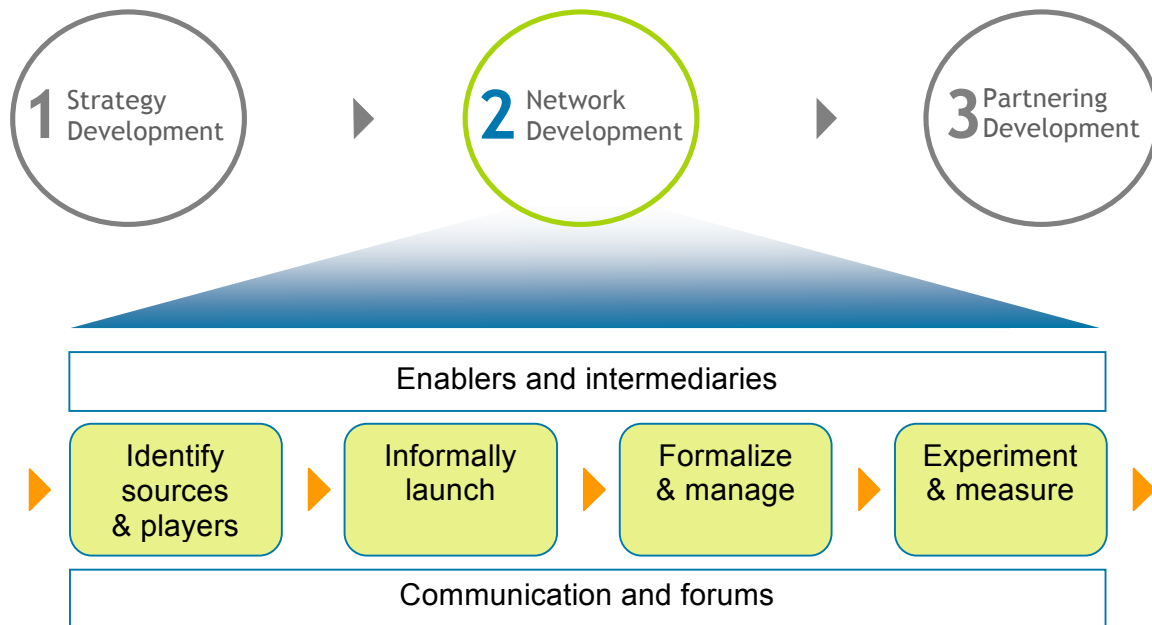 1 Strategy
Development
2 Network
Development
3 Partnering
Development
Enablers and intermediaries
Identify
sources
& players
Informally
launch
Formalize
& manage
Experiment
& measure
Communication and forums